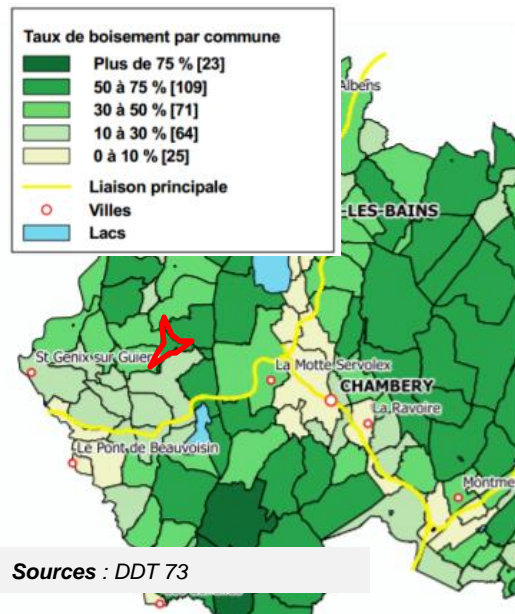 Taux de boisement par commune
Plus de 75 % [23]
50 à 75 % [109]
30 à 50 % [71]
10 à 30 % [64]
0 à 10 % [25]
Liaison principale
Villes
Lacs
Albens
-LES-BAINS
St Genix sur Guier
La Motte Servolex
CHAMBERY
La Ravoire
Le Pont de Beauvoisin
Montme
Sources : DDT 73